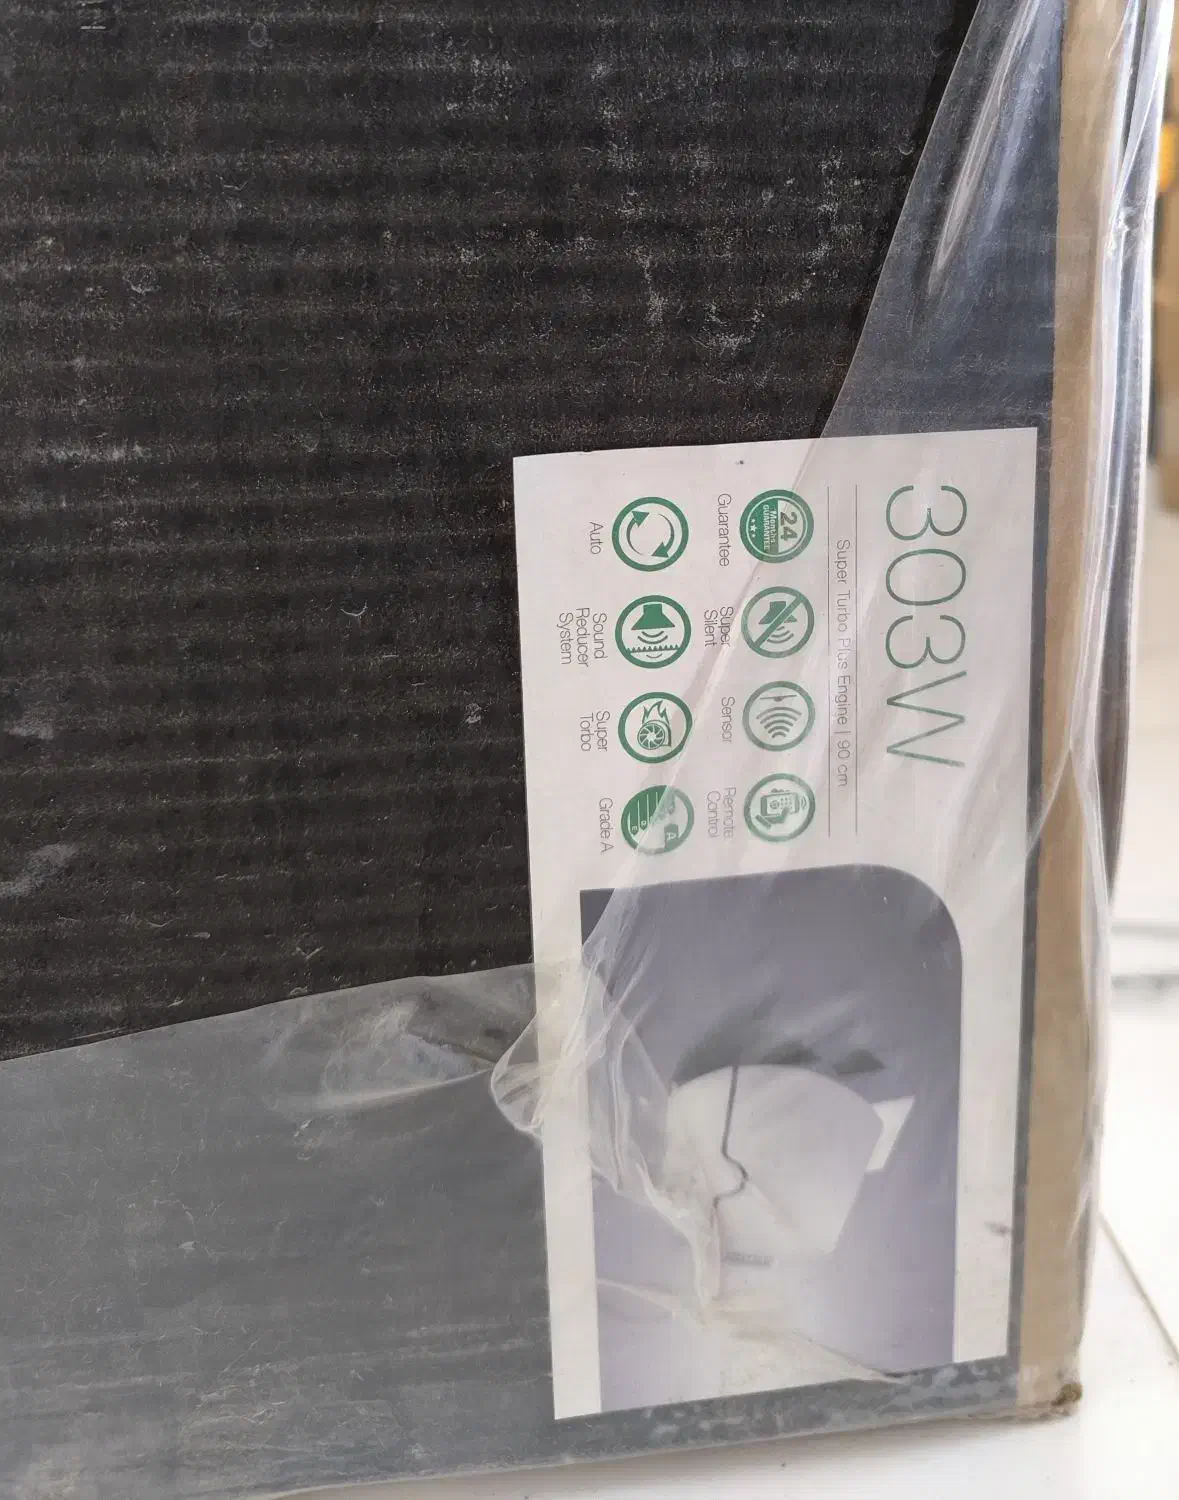 303W
Super Turbo Plus Engine | 90 cm
24
Months
GUARANTEE
Guarantee
Super
Silent
Sensor
Remote
Control
A
Auto
Sound
Reducer
System
Super
Torbo
Grade A